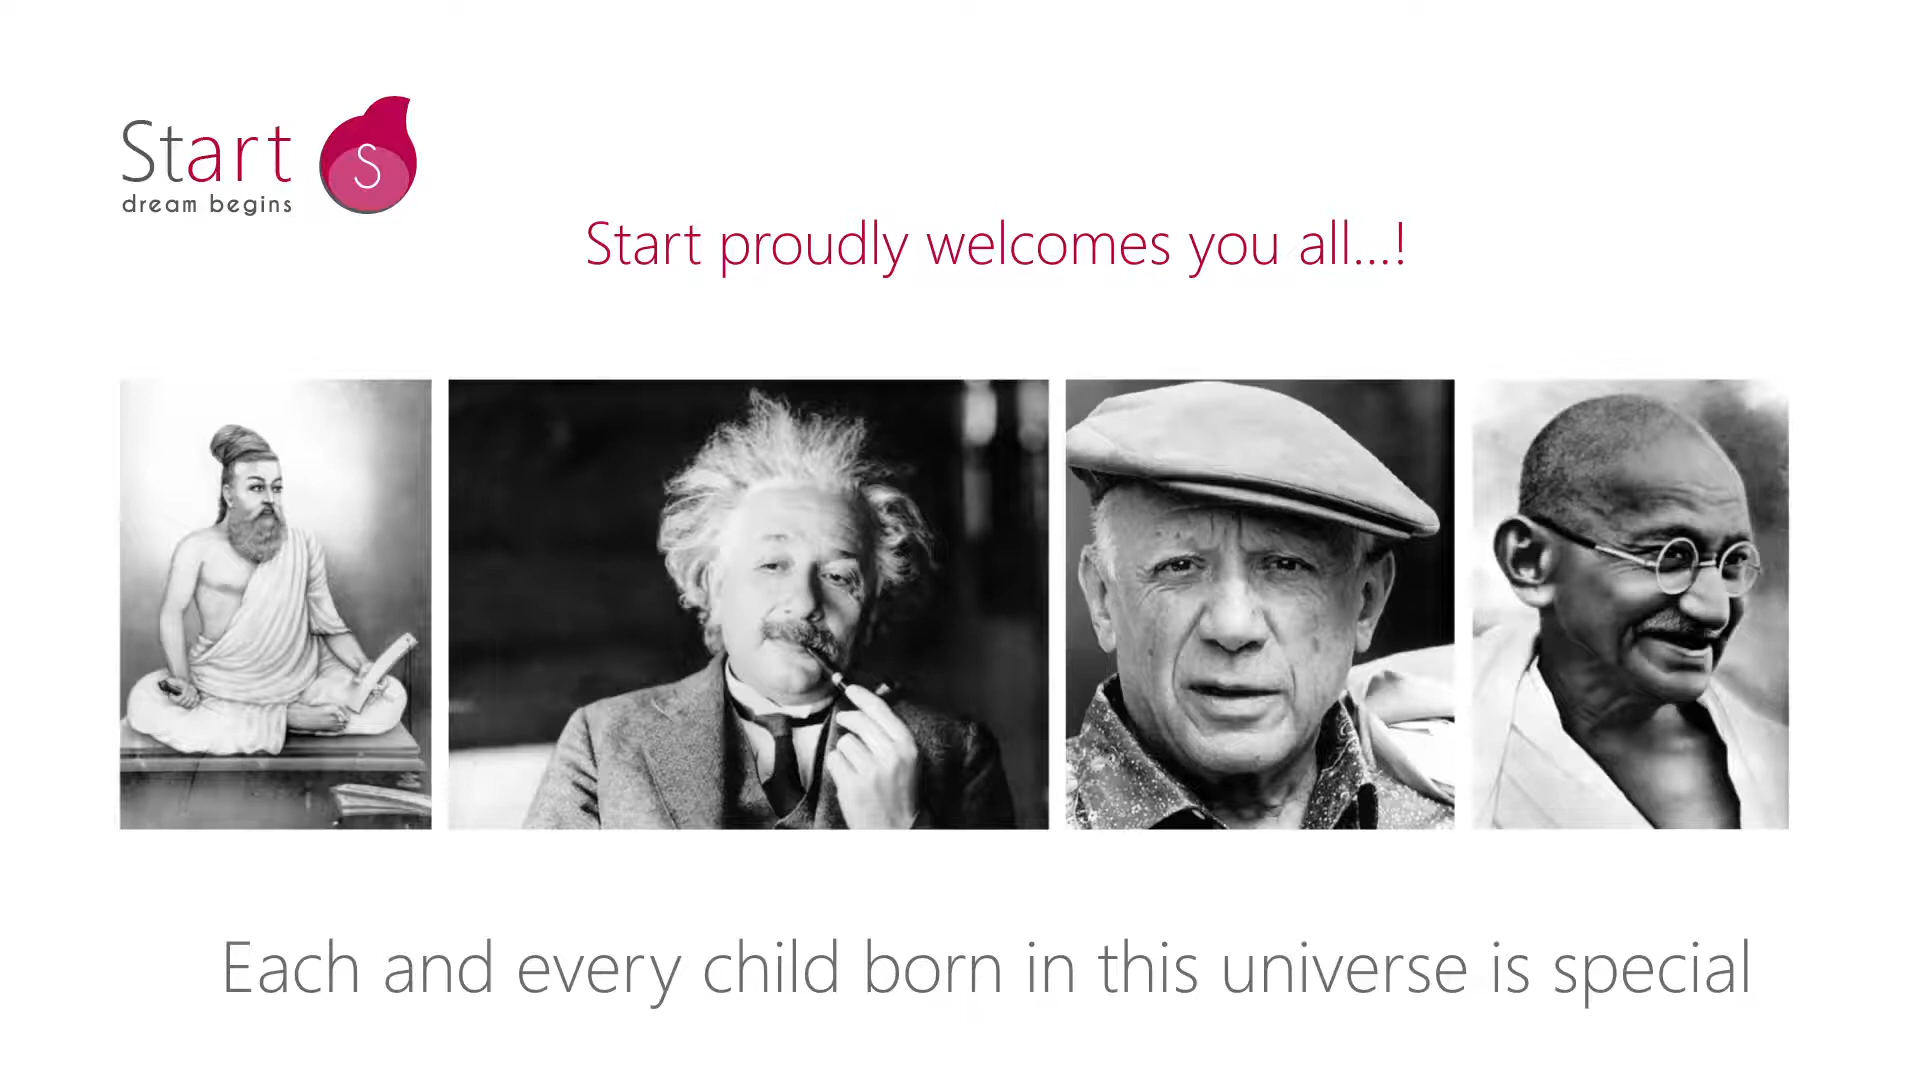 Start
S
dream begins
Start proudly welcomes you all...!
Each and every child born in this universe is special